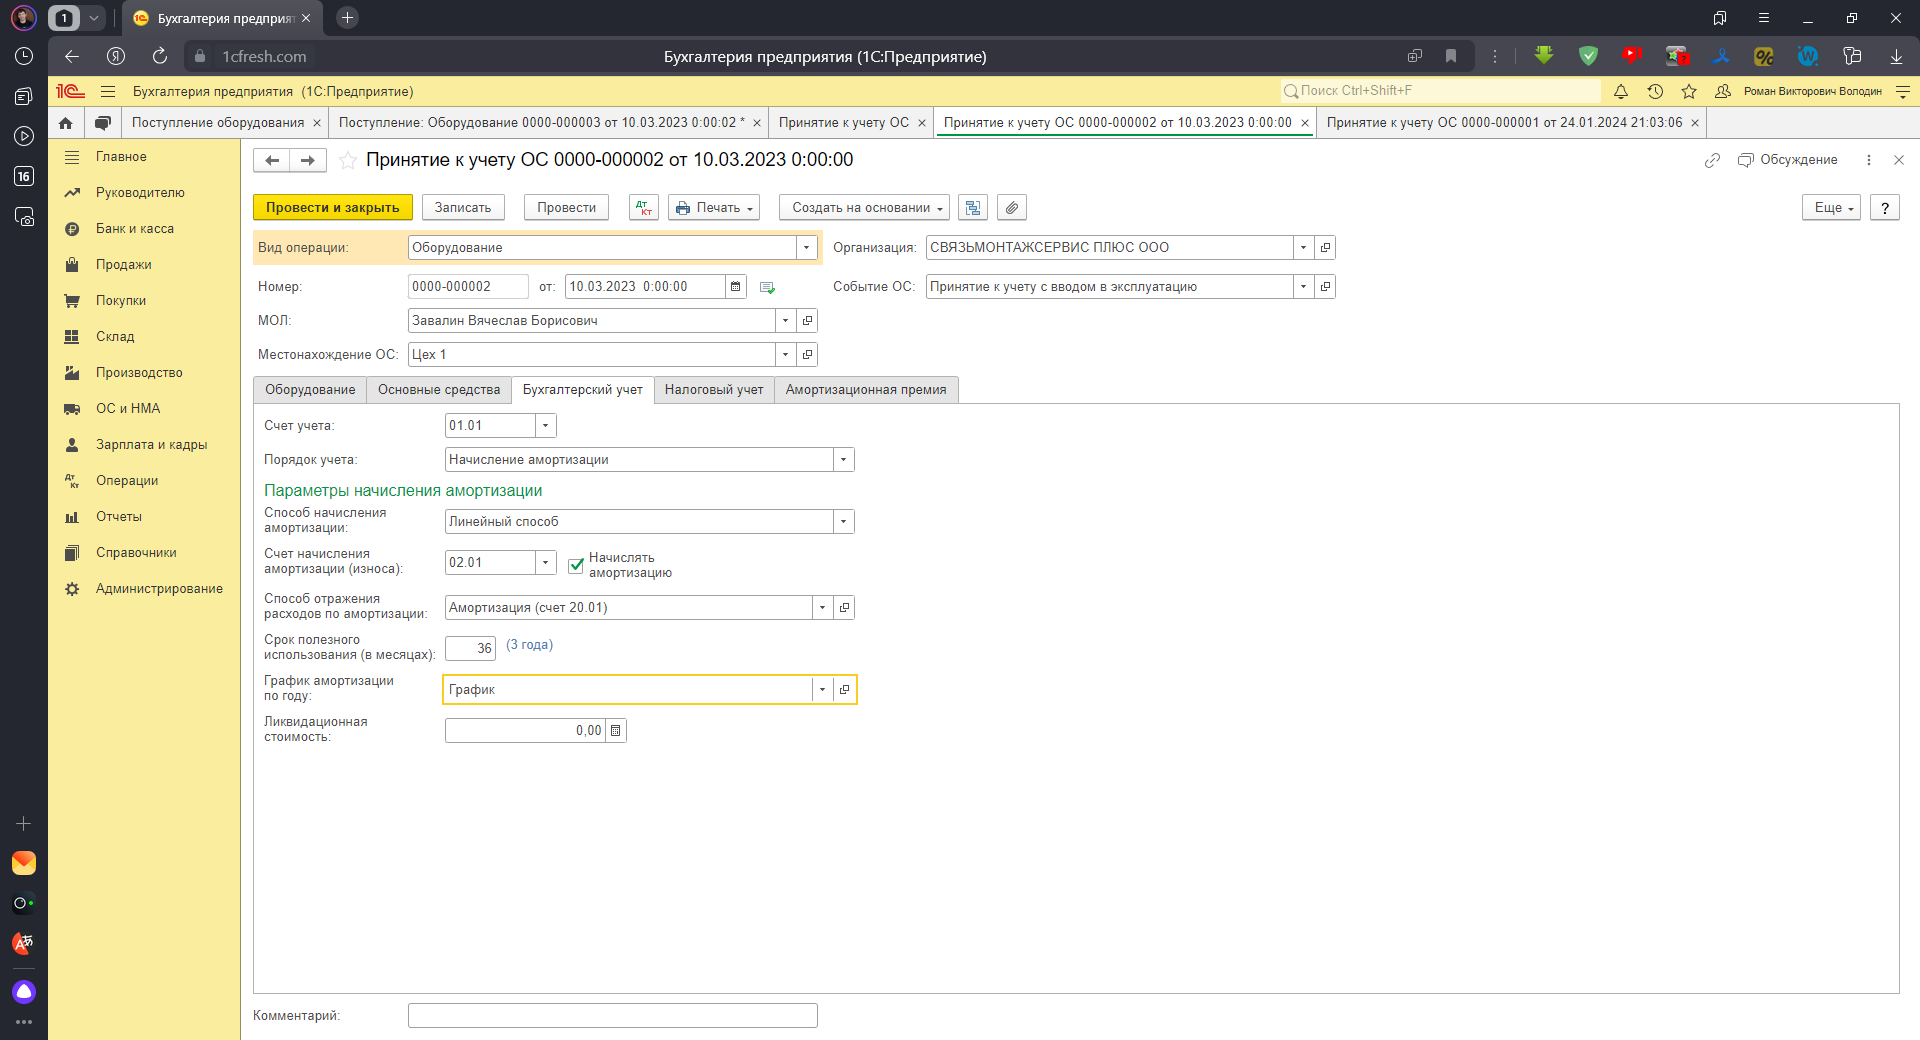 1
Бухгалтерия предприят
1cfresh.com
Бухгалтерия предприятия (1С:Предприятие)
Бухгалтерия предприятия (1С:Предприятие)
Поиск Ctrl+Shift+F
Роман Викторович Володин
Поступление оборудования
Поступление: Оборудование 0000-000003 от 10.03.2023 0:00:02 *
Принятие к учету ОС
Принятие к учету ОС 0000-000002 от 10.03.2023 0:00:00
Принятие к учету ОС 0000-000001 от 24.01.2024 21:03:06
16
Главное
Руководителю
Банк и касса
Продажи
Покупки
Склад
Производство
ОС и НМА
Зарплата и кадры
Операции
Отчеты
Справочники
Администрирование
Принятие к учету ОС 0000-000002 от 10.03.2023 0:00:00
Обсуждение
Провести и закрыть
Записать
Провести
Дт Кт
Печать
Создать на основании
Еще
?
Вид операции: Оборудование
Организация: СВЯЗЬМОНТАЖСЕРВИС ПЛЮС ООО
Номер: 0000-000002 от: 10.03.2023 0:00:00
Событие ОС: Принятие к учету с вводом в эксплуатацию
МОЛ: Завалин Вячеслав Борисович
Местонахождение ОС: Цех 1
Оборудование
Основные средства
Бухгалтерский учет
Налоговый учет
Амортизационная премия
Счет учета: 01.01
Порядок учета: Начисление амортизации
Параметры начисления амортизации
Способ начисления
амортизации: Линейный способ
Счет начисления
амортизации (износа): 02.01
Начислять
амортизацию
Способ отражения
расходов по амортизации: Амортизация (счет 20.01)
Срок полезного
использования (в месяцах): 36 (3 года)
График амортизации
по году: График
Ликвидационная
стоимость: 0,00
Комментарий: